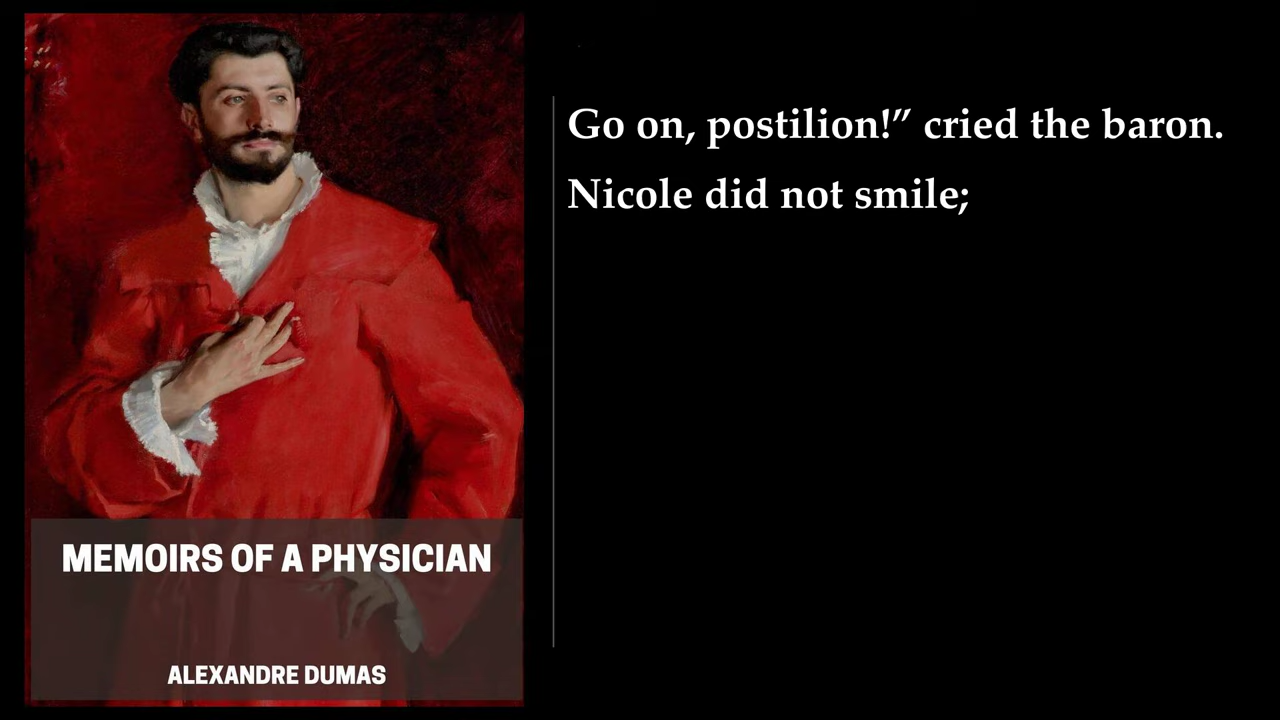 Go on, postilion!” cried the baron.
Nicole did not smile;
MEMOIRS OF A PHYSICIAN
ALEXANDRE DUMAS